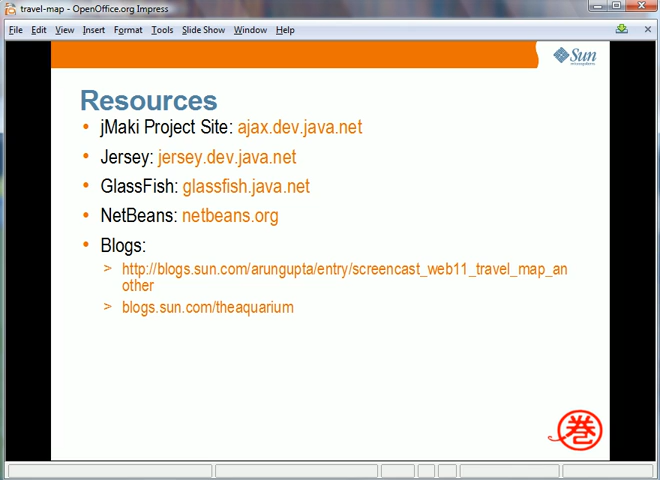 travel-map - OpenOffice.org Impress
File Edit View Insert Format Tools Slide Show Window Help
Sun
microsystems
Resources
• jMaki Project Site: ajax.dev.java.net
• Jersey: jersey.dev.java.net
• GlassFish: glassfish.java.net
• NetBeans: netbeans.org
• Blogs:
> http://blogs.sun.com/arungupta/entry/screencast_web11_travel_map_an
other
> blogs.sun.com/theaquarium
巻